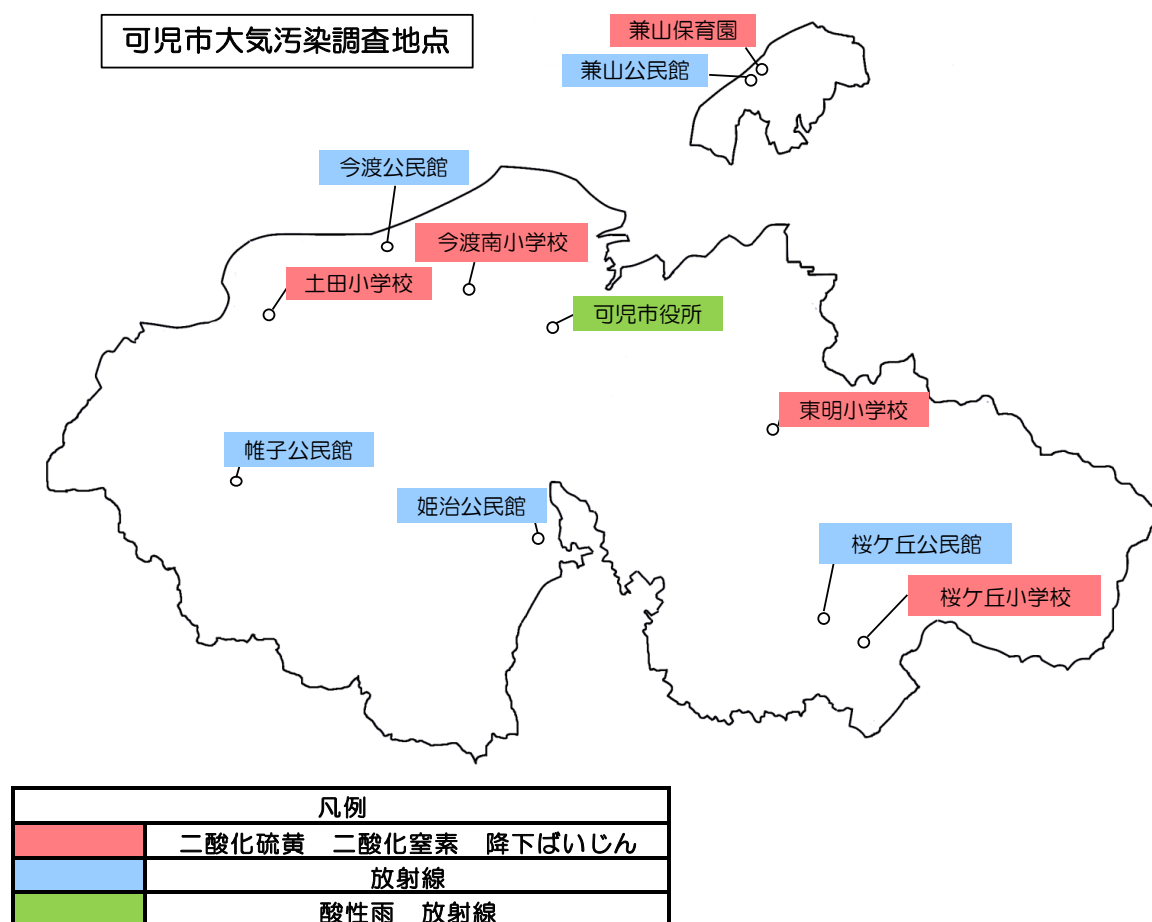 可児市大気汚染調査地点
兼山保育園
兼山公民館
今渡公民館
今渡南小学校
土田小学校
可児市役所
東明小学校
帷子公民館
姫治公民館
桜ケ丘公民館
桜ケ丘小学校
凡例
二酸化硫黄　二酸化窒素　降下ばいじん
放射線
酸性雨　放射線